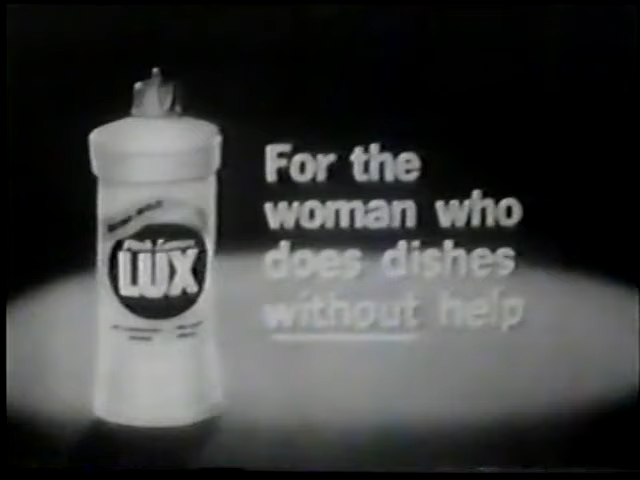 LUX
For the
woman who
does dishes
without help